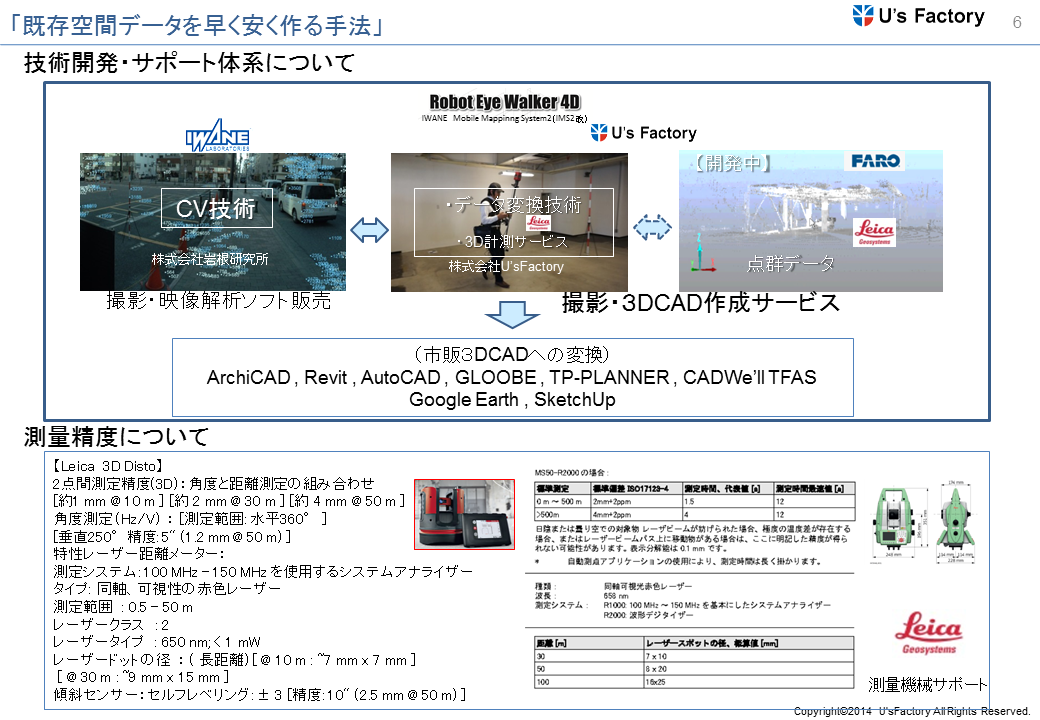 「既存空間データを早く安く作る手法」
U's Factory
6
技術開発・サポート体系について
Robot Eye Walker 4D
IWANE Mobile Mappinng System2(IMS2改)
IWANE
LABORATORIES
U's Factory
CV技術
株式会社岩根研究所
・データ変換技術
Leica
・3D計測サービス
株式会社U'sFactory
【開発中】
FARO
Leica
Geosystems
点群データ
撮影・映像解析ソフト販売
撮影・3DCAD作成サービス
（市販３DCADへの変換）
ArchiCAD , Revit , AutoCAD , GLOOBE , TP-PLANNER , CADWe'll TFAS
Google Earth , SketchUp
測量精度について
【Leica 3D Disto】
2点間測定精度(3D)：角度と距離測定の組み合わせ
[約1 mm @ 10 m ] [約 2 mm @ 30 m ] [約 4 mm @ 50 m ]
角度測定（Hz/V）：[測定範囲: 水平360° ]
[垂直250° 精度: 5" (1.2 mm @ 50 m) ]
特性レーザー距離メーター：
測定システム: 100 MHz – 150 MHz を使用するシステムアナライザー
タイプ: 同軸、可視性の赤色レーザー
測定範囲 : 0.5 – 50 m
レーザークラス : 2
レーザータイプ : 650 nm; < 1 mW
レーザードットの径 : ( 長距離) [ @ 10 m : ~7 mm x 7 mm ]
[ @ 30 m : ~9 mm x 15 mm ]
傾斜センサー：セルフレベリング: ± 3 [精度: 10" (2.5 mm @ 50 m) ]
MS50-R2000 の場合：
標準測定 標準偏差 ISO17123-4 測定時間、代表値 [s] 測定時間最速値 [s]
0 m ～ 500 m 2mm+2ppm 1.5 12
>500m 4mm+2ppm 4 12
日陰または曇り空での対象物 レーザビームが妨げられた場合、極度の温度差が存在する
場合、またはレーザービームパス上に移動物がある場合は、ここに明記した精度が得ら
れない可能性があります。表示分解能は 0.1 mm です。
* 自動測点アプリケーションの使用により、測定時間は長く掛かります。
種類： 同軸可視光赤色レーザー
波長： 658 nm
測定システム： R1000: 100 MHz ～ 150 MHz を基本にしたシステムアナライザー
R2000: 波形デジタイザー
距離 [m] レーザースポットの径、概算値 [mm]
30 7 x 10
50 8 x 20
100 16x25
Leica
Geosystems
測量機械サポート
Copyright©2014 U'sFactory All Rights Reserved.